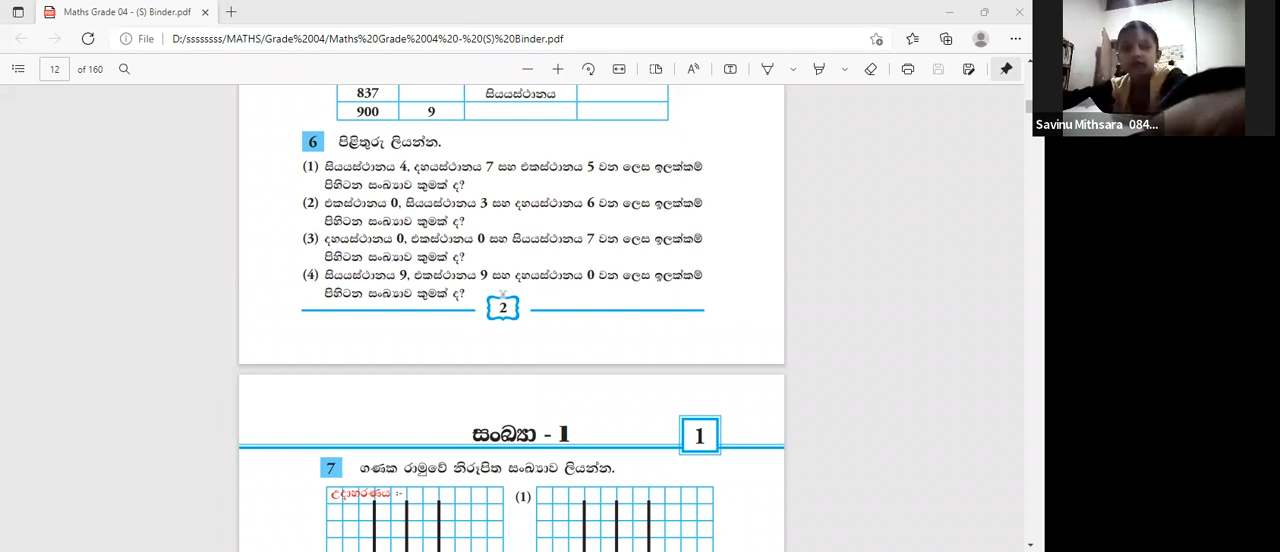 Maths Grade 04 - (S) Binder.pdf
File D:/ssssssss/MATHS/Grade%2004/Maths%20Grade%2004%20-%20(S)%20Binder.pdf
12 of 160
Savinu Mithsara 084...
837 සියයස්ථානය
900 9
6 පිළිතුරු ලියන්න.
(1) සියයස්ථානය 4, දහයස්ථානය 7 සහ එකස්ථානය 5 වන ලෙස ඉලක්කම්
පිහිටන සංඛ්‍යාව කුමක් ද?
(2) එකස්ථානය 0, සියයස්ථානය 3 සහ දහයස්ථානය 6 වන ලෙස ඉලක්කම්
පිහිටන සංඛ්‍යාව කුමක් ද?
(3) දහයස්ථානය 0, එකස්ථානය 0 සහ සියයස්ථානය 7 වන ලෙස ඉලක්කම්
පිහිටන සංඛ්‍යාව කුමක් ද?
(4) සියයස්ථානය 9, එකස්ථානය 9 සහ දහයස්ථානය 0 වන ලෙස ඉලක්කම්
පිහිටන සංඛ්‍යාව කුමක් ද?
2
සංඛ්‍යා - I 1
7 ගණක රාමුවේ නිරූපිත සංඛ්‍යාව ලියන්න.
උදාහරණය :- (1)